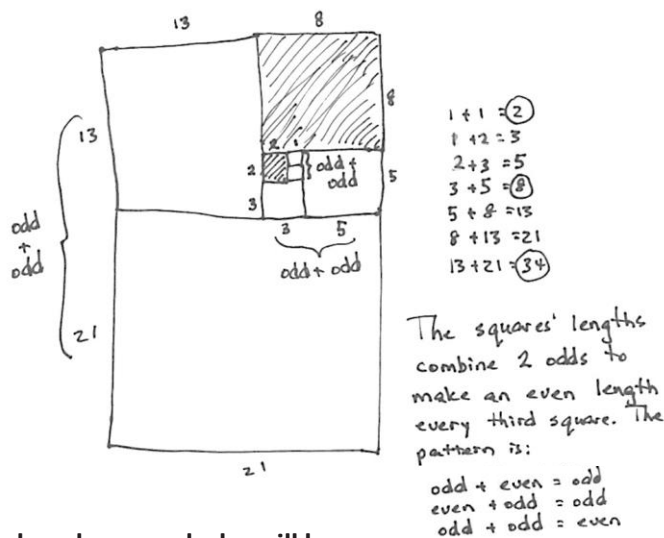 13
8
13
8
2
1
2
odd +
odd
5
3
3
5
odd + odd
odd
+
odd
21
21
1 + 1 = 2
1 + 2 = 3
2 + 3 = 5
3 + 5 = 8
5 + 8 = 13
8 + 13 = 21
13 + 21 = 34
The squares' lengths
combine 2 odds to
make an even length
every third square. The
pattern is:
odd + even = odd
even + odd = odd
odd + odd = even